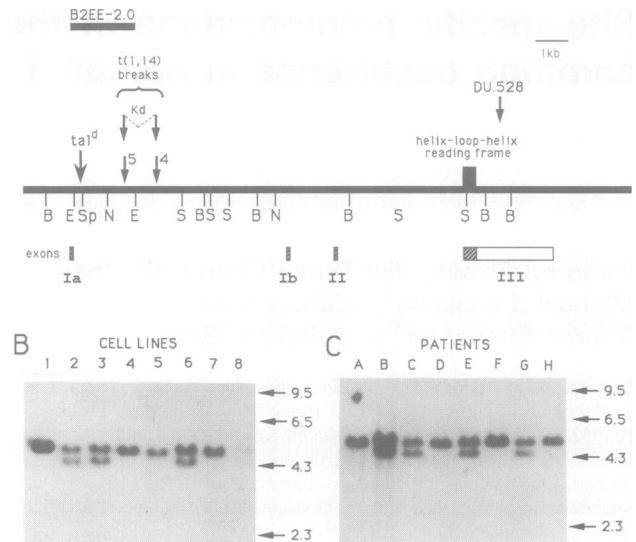 B2EE-2.0
t(1,14)
breaks
1kb
Kd
DU.528
tal^d
5
4
helix-loop-helix
reading frame
B E Sp N E S BS S B N B S S B B
exons
Ia Ib II III
B CELL LINES
1 2 3 4 5 6 7 8
9.5
6.5
4.3
2.3
C PATIENTS
A B C D E F G H
9.5
6.5
4.3
2.3